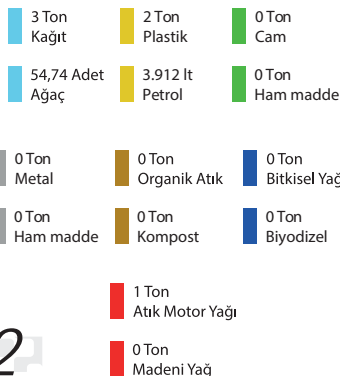 3 Ton
Kağıt
2 Ton
Plastik
0 Ton
Cam
54,74 Adet
Ağaç
3.912 lt
Petrol
0 Ton
Ham madde
0 Ton
Metal
0 Ton
Organik Atık
0 Ton
Bitkisel Yağ
0 Ton
Ham madde
0 Ton
Kompost
0 Ton
Biyodizel
1 Ton
Atık Motor Yağı
0 Ton
Madeni Yağ
2